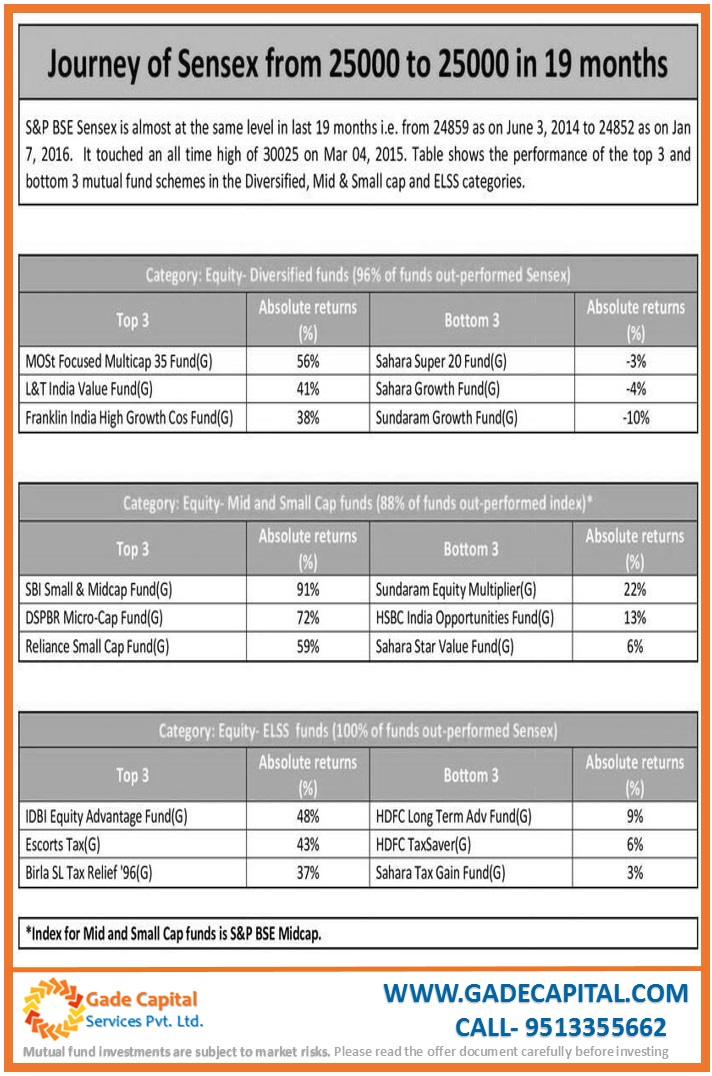 Journey of Sensex from 25000 to 25000 in 19 months
S&P BSE Sensex is almost at the same level in last 19 months i.e. from 24859 as on June 3, 2014 to 24852 as on Jan
7, 2016. It touched an all time high of 30025 on Mar 04, 2015. Table shows the performance of the top 3 and
bottom 3 mutual fund schemes in the Diversified, Mid & Small cap and ELSS categories.
Category: Equity- Diversified funds (96% of funds out-performed Sensex)
Top 3 Absolute returns (%) Bottom 3 Absolute returns (%)
MOSt Focused Multicap 35 Fund(G) 56% Sahara Super 20 Fund(G) -3%
L&T India Value Fund(G) 41% Sahara Growth Fund(G) -4%
Franklin India High Growth Cos Fund(G) 38% Sundaram Growth Fund(G) -10%
Category: Equity- Mid and Small Cap funds (88% of funds out-performed index)*
Top 3 Absolute returns (%) Bottom 3 Absolute returns (%)
SBI Small & Midcap Fund(G) 91% Sundaram Equity Multiplier(G) 22%
DSPBR Micro-Cap Fund(G) 72% HSBC India Opportunities Fund(G) 13%
Reliance Small Cap Fund(G) 59% Sahara Star Value Fund(G) 6%
Category: Equity- ELSS funds (100% of funds out-performed Sensex)
Top 3 Absolute returns (%) Bottom 3 Absolute returns (%)
IDBI Equity Advantage Fund(G) 48% HDFC Long Term Adv Fund(G) 9%
Escorts Tax(G) 43% HDFC TaxSaver(G) 6%
Birla SL Tax Relief '96(G) 37% Sahara Tax Gain Fund(G) 3%
*Index for Mid and Small Cap funds is S&P BSE Midcap.
Gade Capital
Services Pvt. Ltd.
WWW.GADECAPITAL.COM
CALL- 9513355662
Mutual fund investments are subject to market risks. Please read the offer document carefully before investing